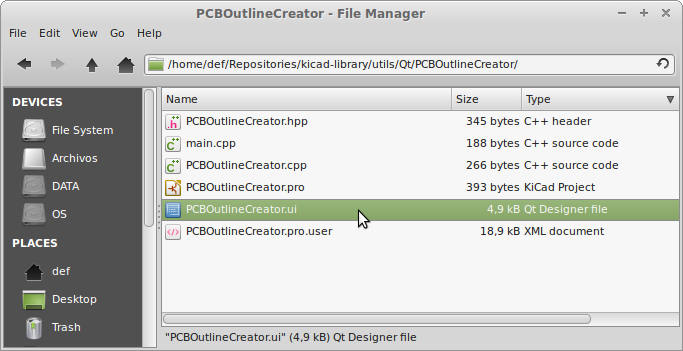 PCBOutlineCreator - File Manager
File Edit View Go Help
/home/def/Repositories/kicad-library/utils/Qt/PCBOutlineCreator/
DEVICES
File System
Archivos
DATA
OS
PLACES
def
Desktop
Trash
Name Size Type
PCBOutlineCreator.hpp 345 bytes C++ header
main.cpp 188 bytes C++ source code
PCBOutlineCreator.cpp 266 bytes C++ source code
PCBOutlineCreator.pro 393 bytes KiCad Project
PCBOutlineCreator.ui 4,9 kB Qt Designer file
PCBOutlineCreator.pro.user 18,9 kB XML document
"PCBOutlineCreator.ui" (4,9 kB) Qt Designer file